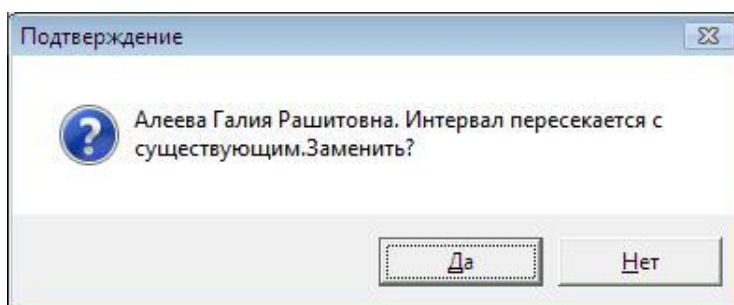 Подтверждение
Алеева Галия Рашитовна. Интервал пересекается с
существующим.Заменить?
Да
Нет